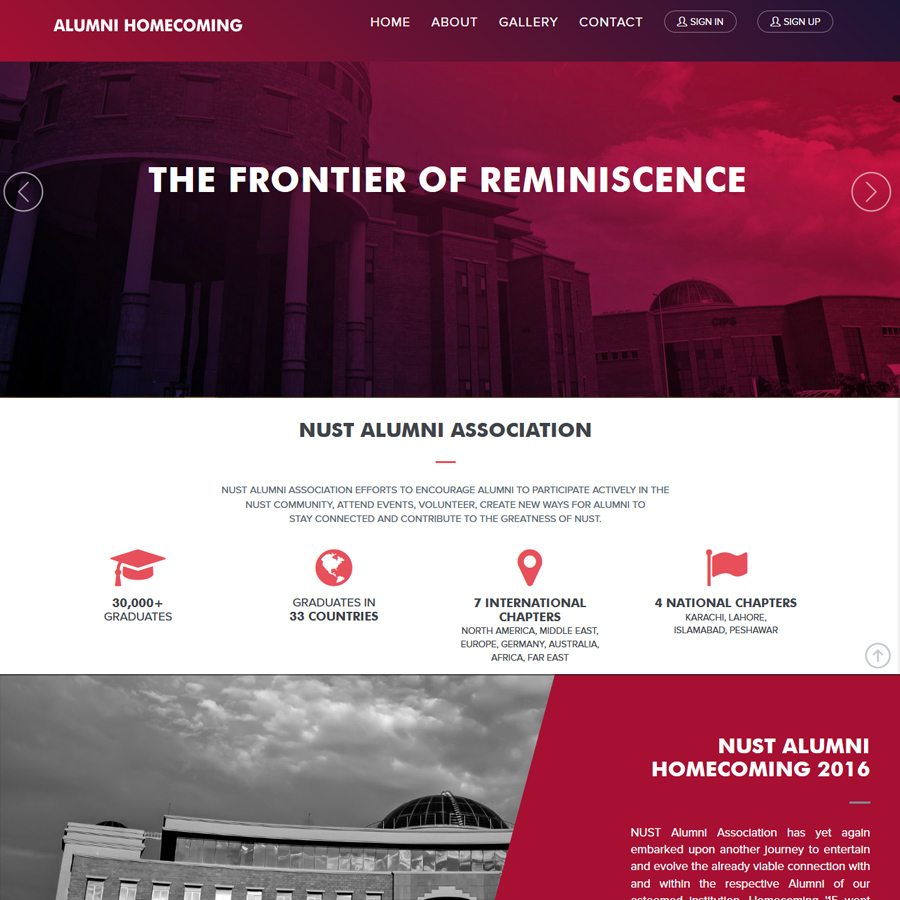 ALUMNI HOMECOMING
HOME ABOUT GALLERY CONTACT SIGN IN SIGN UP
THE FRONTIER OF REMINISCENCE
CIPS
NUST ALUMNI ASSOCIATION
NUST ALUMNI ASSOCIATION EFFORTS TO ENCOURAGE ALUMNI TO PARTICIPATE ACTIVELY IN THE
NUST COMMUNITY, ATTEND EVENTS, VOLUNTEER, CREATE NEW WAYS FOR ALUMNI TO
STAY CONNECTED AND CONTRIBUTE TO THE GREATNESS OF NUST.
30,000+
GRADUATES
GRADUATES IN
33 COUNTRIES
7 INTERNATIONAL
CHAPTERS
NORTH AMERICA, MIDDLE EAST,
EUROPE, GERMANY, AUSTRALIA,
AFRICA, FAR EAST
4 NATIONAL CHAPTERS
KARACHI, LAHORE,
ISLAMABAD, PESHAWAR
NUST ALUMNI
HOMECOMING 2016
NUST Alumni Association has yet again
embarked upon another journey to entertain
and evolve the already viable connection with
and within the respective Alumni of our
esteemed institution. Homecoming '15 went